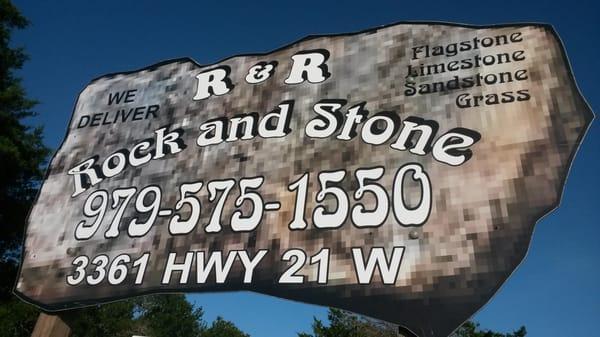 WE
DELIVER
R & R
Rock and Stone
979-575-1550
3361 HWY 21 W
Flagstone
Limestone
Sandstone
Grass